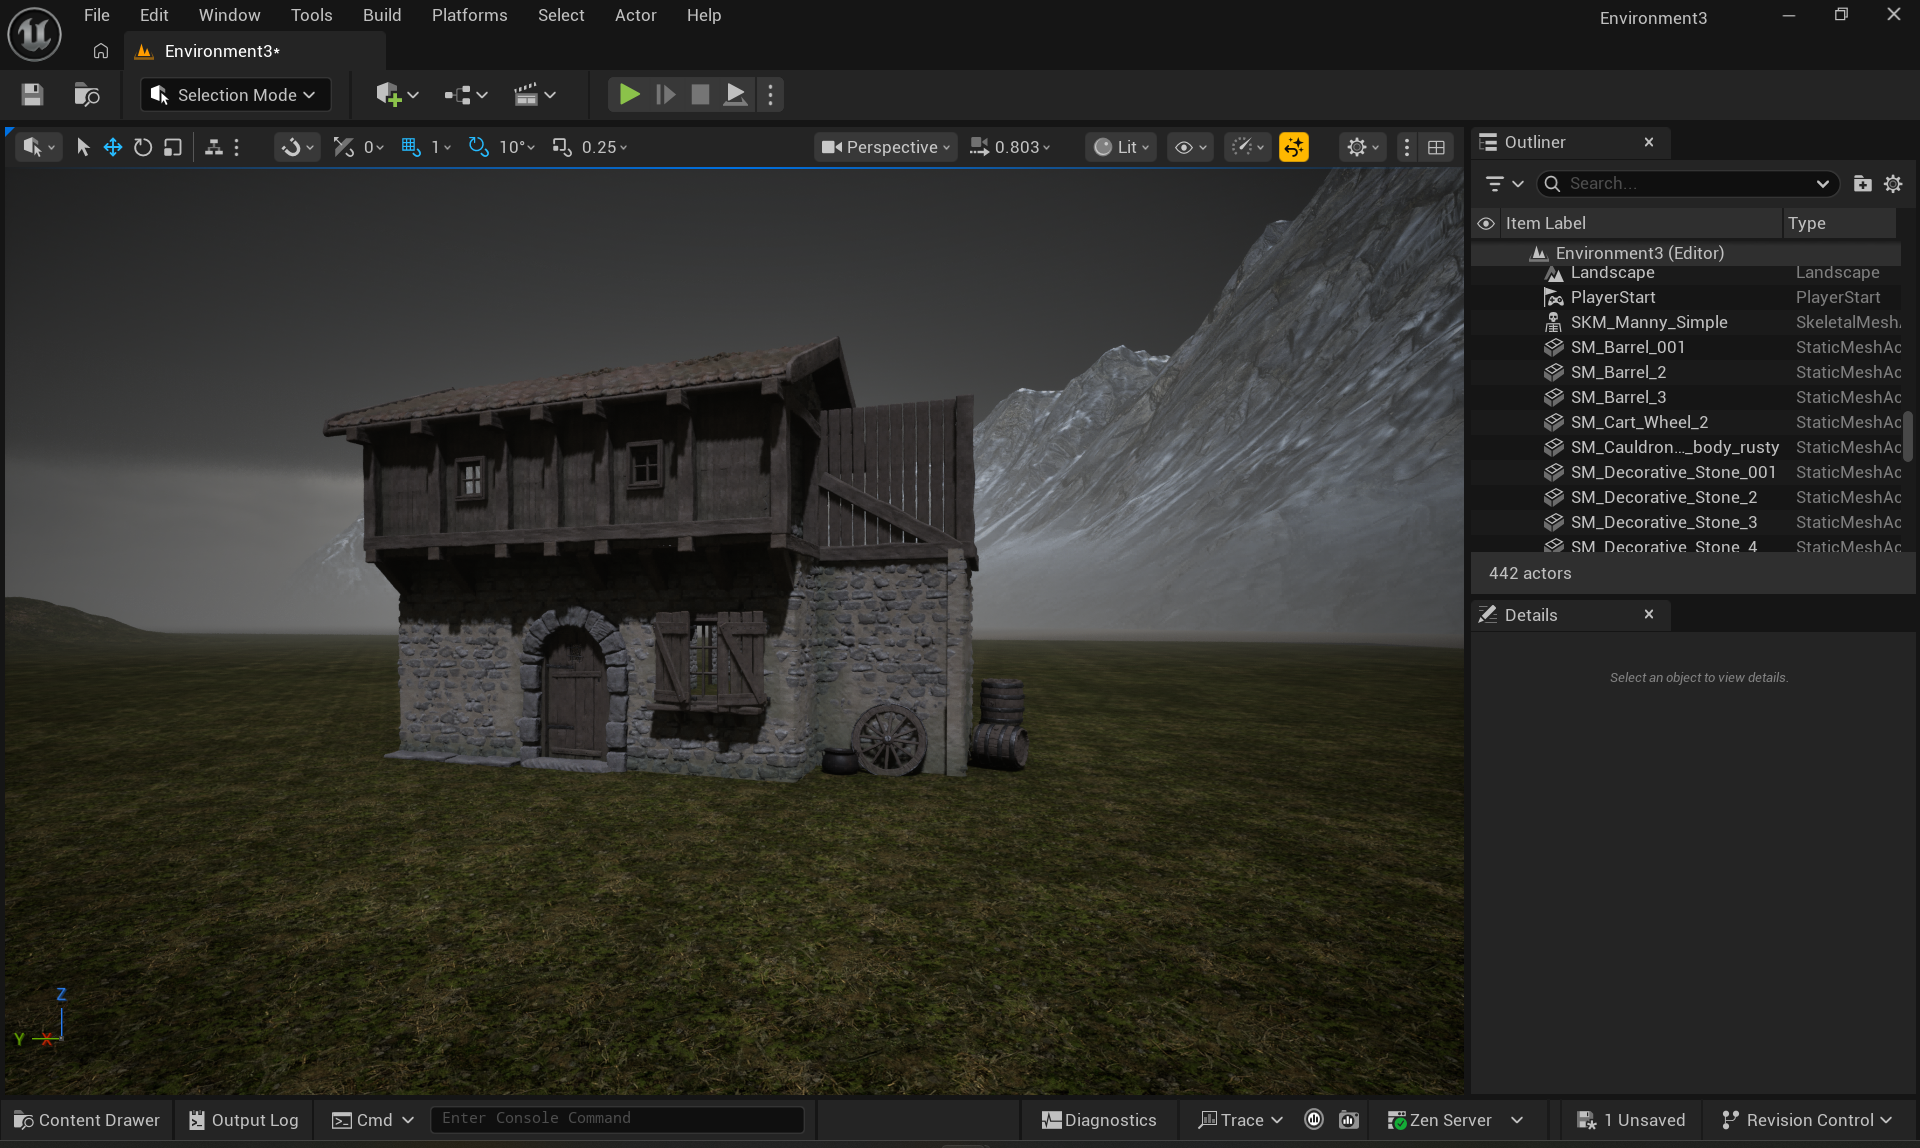 File Edit Window Tools Build Platforms Select Actor Help
Environment3
Environment3*
Selection Mode
0 1 10° 0.25 Perspective 0.803 Lit
Outliner
Search...
Item Label Type
Environment3 (Editor)
Landscape Landscape
PlayerStart PlayerStart
SKM_Manny_Simple SkeletalMeshA
SM_Barrel_001 StaticMeshAc
SM_Barrel_2 StaticMeshAc
SM_Barrel_3 StaticMeshAc
SM_Cart_Wheel_2 StaticMeshAc
SM_Cauldron..._body_rusty StaticMeshAc
SM_Decorative_Stone_001 StaticMeshAc
SM_Decorative_Stone_2 StaticMeshAc
SM_Decorative_Stone_3 StaticMeshAc
SM_Decorative_Stone_4 StaticMeshAc
442 actors
Details
Select an object to view details.
Z
Y X
Content Drawer Output Log Cmd Enter Console Command Diagnostics Trace Zen Server 1 Unsaved Revision Control